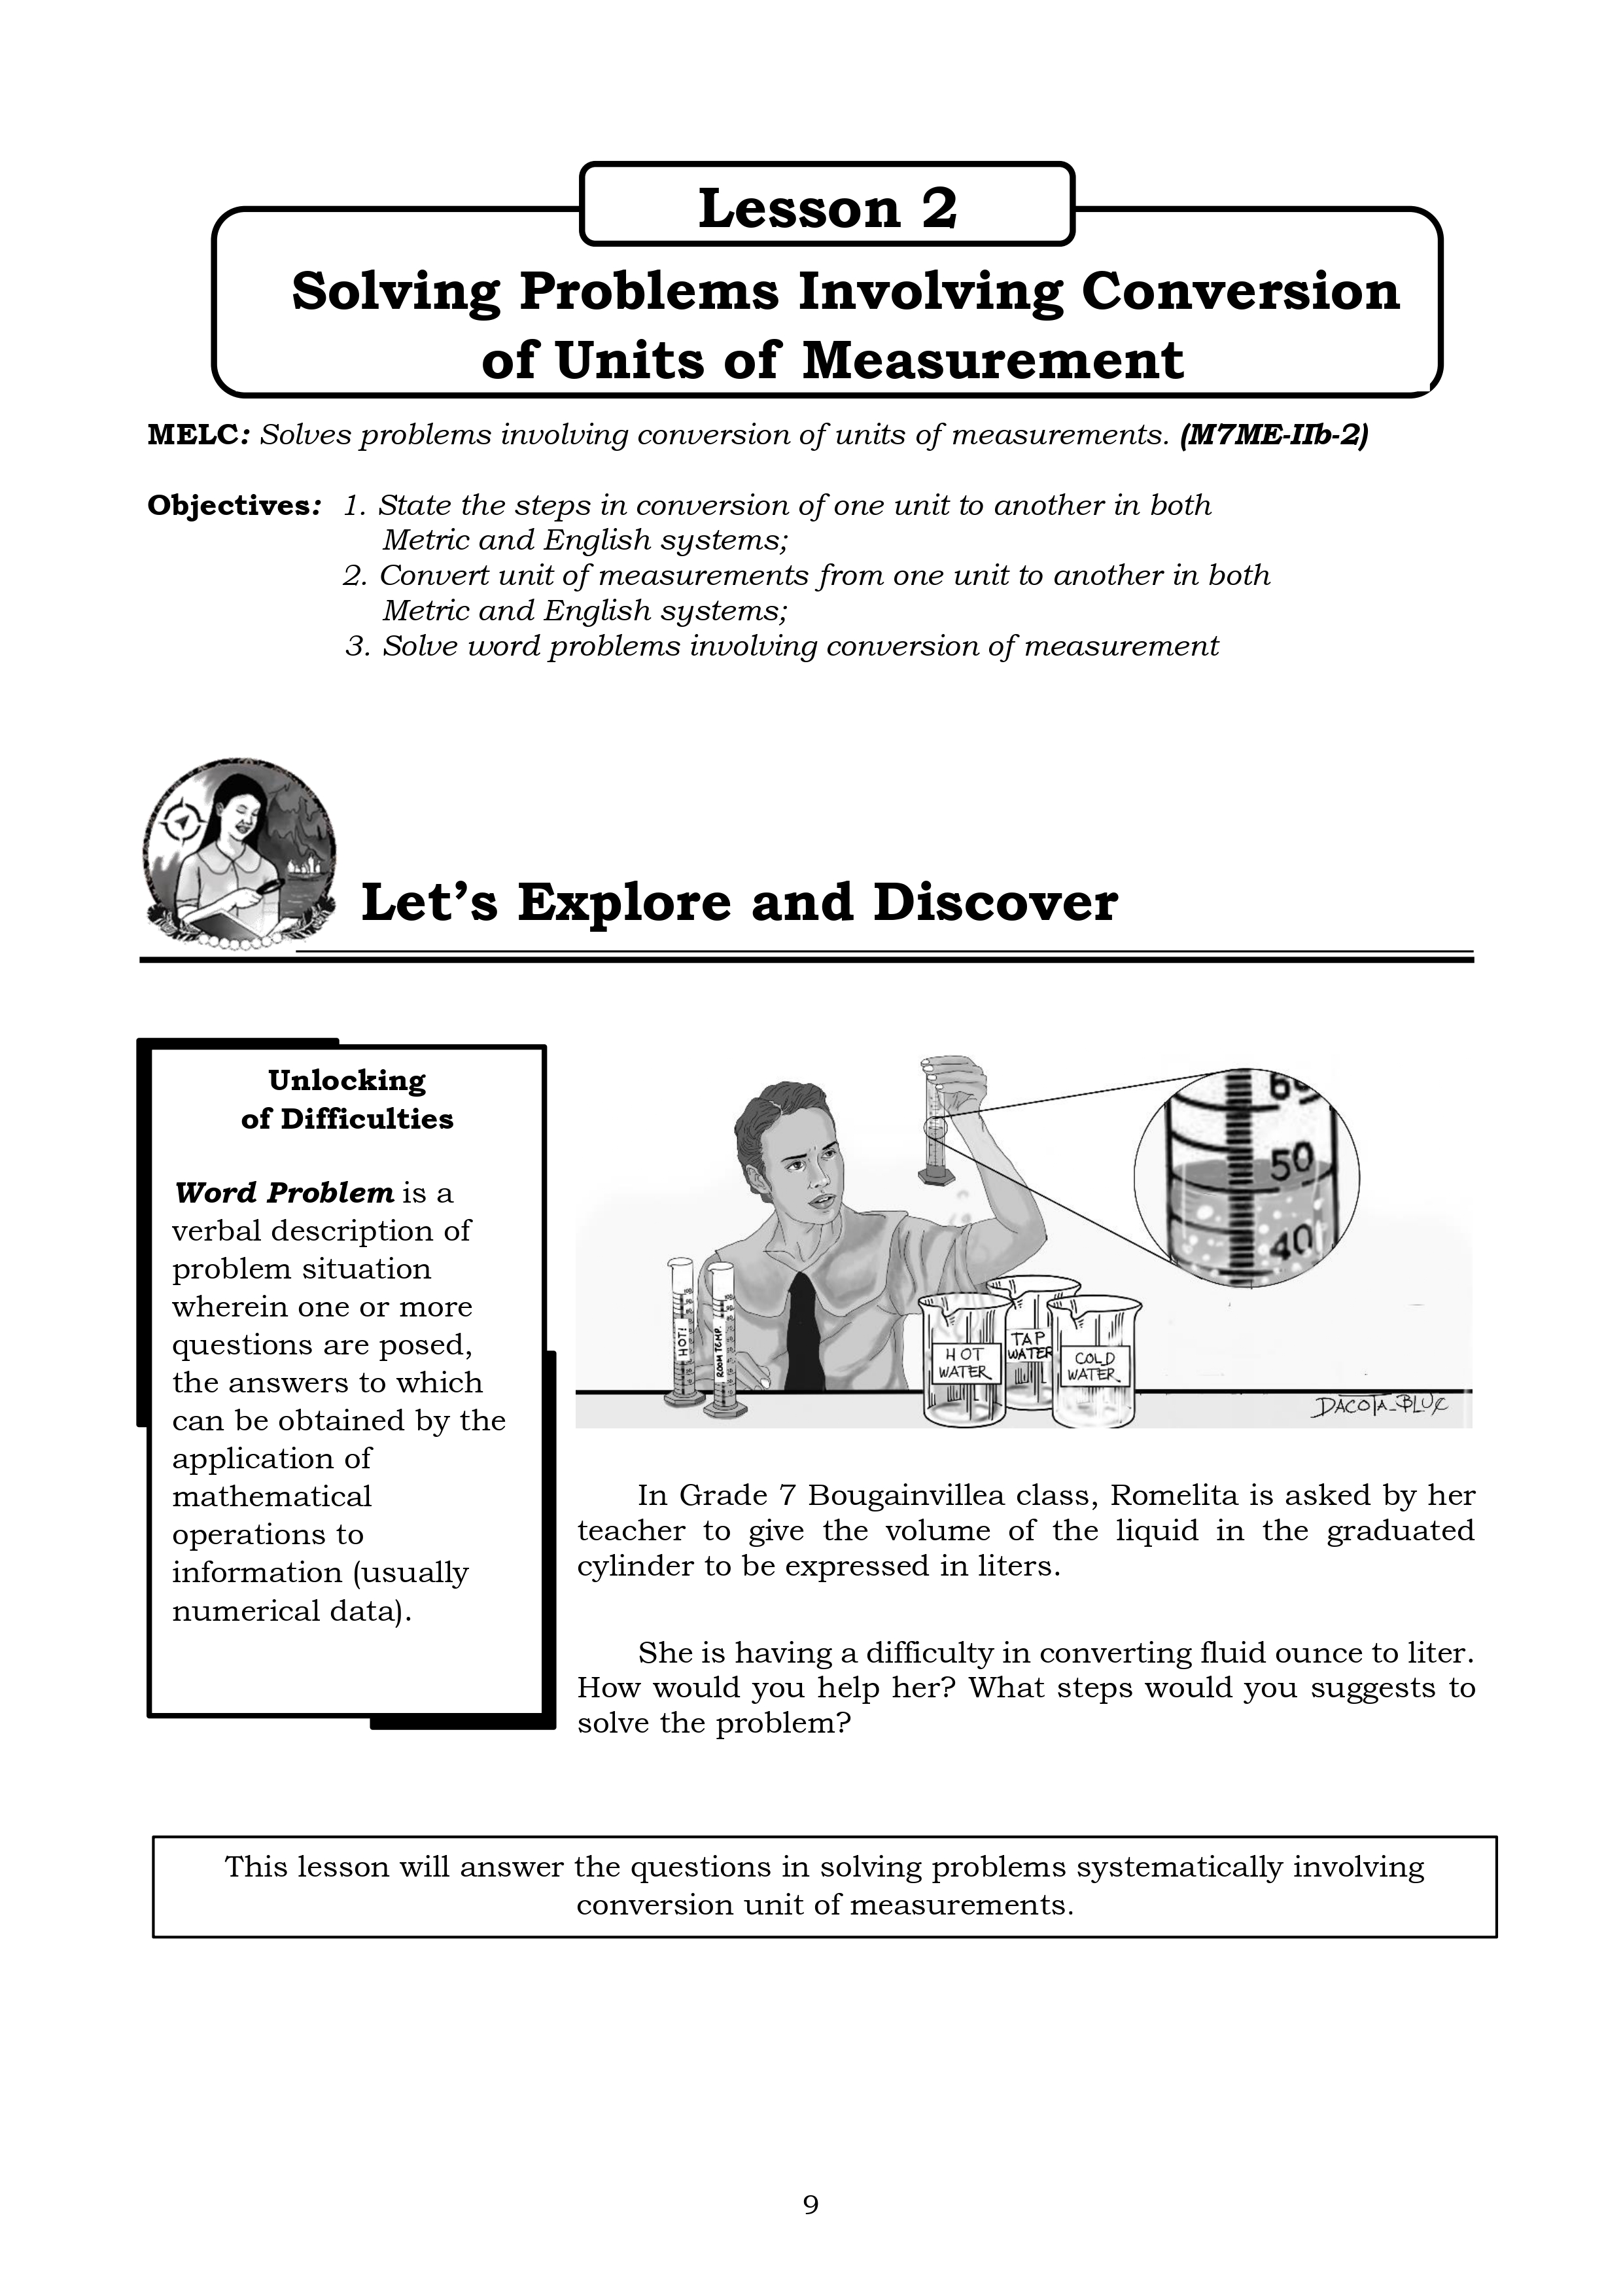 Lesson 2
Solving Problems Involving Conversion
of Units of Measurement
MELC: Solves problems involving conversion of units of measurements. (M7ME-IIb-2)
Objectives: 1. State the steps in conversion of one unit to another in both
Metric and English systems;
2. Convert unit of measurements from one unit to another in both
Metric and English systems;
3. Solve word problems involving conversion of measurement
Let's Explore and Discover
Unlocking
of Difficulties
Word Problem is a
verbal description of
problem situation
wherein one or more
questions are posed,
the answers to which
can be obtained by the
application of
mathematical
operations to
information (usually
numerical data).
60
50
40
HOT!
ROOM TEMP.
HOT
WATER
TAP
WATER
COLD
WATER
DACOTA_BLUE
In Grade 7 Bougainvillea class, Romelita is asked by her
teacher to give the volume of the liquid in the graduated
cylinder to be expressed in liters.
She is having a difficulty in converting fluid ounce to liter.
How would you help her? What steps would you suggests to
solve the problem?
This lesson will answer the questions in solving problems systematically involving
conversion unit of measurements.
9